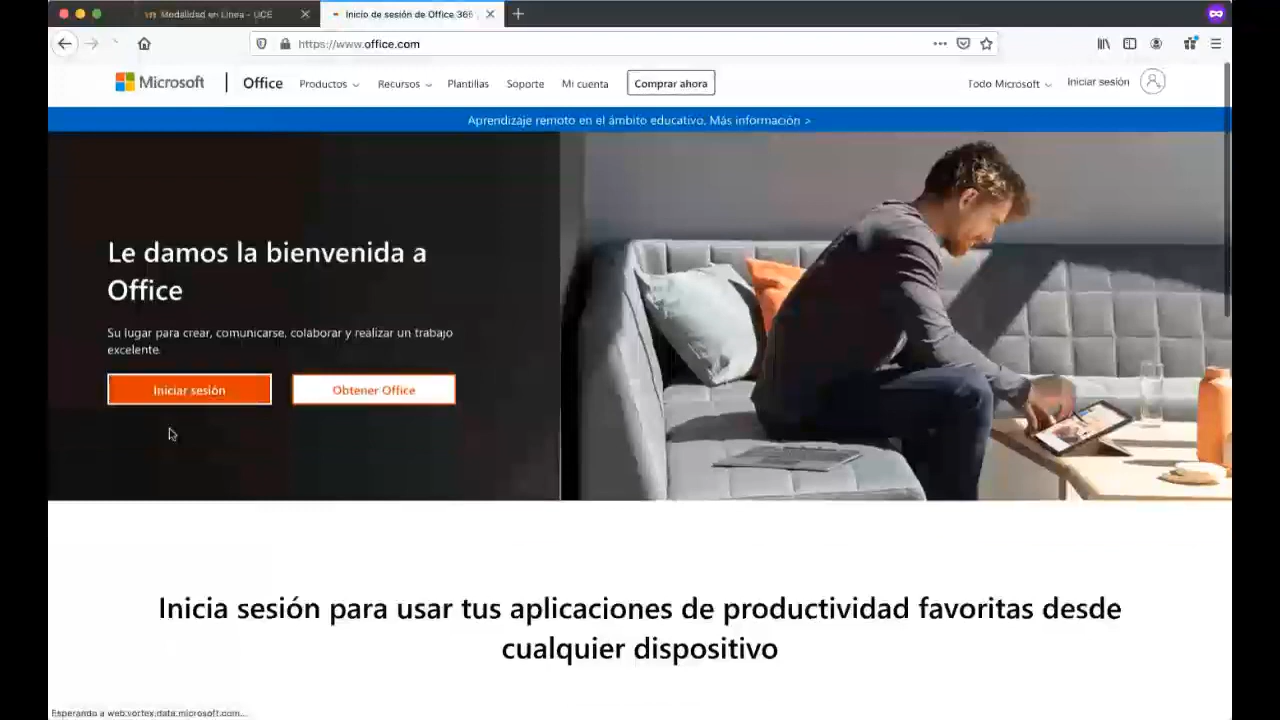 Modalidad en Línea - UCE
Inicio de sesión de Office 365
https://www.office.com
Microsoft
Office
Productos
Recursos
Plantillas
Soporte
Mi cuenta
Comprar ahora
Todo Microsoft
Iniciar sesión
Aprendizaje remoto en el ámbito educativo. Más información >
Le damos la bienvenida a
Office
Su lugar para crear, comunicarse, colaborar y realizar un trabajo
excelente.
Iniciar sesión
Obtener Office
Inicia sesión para usar tus aplicaciones de productividad favoritas desde
cualquier dispositivo
Esperando a web.vortex.data.microsoft.com...